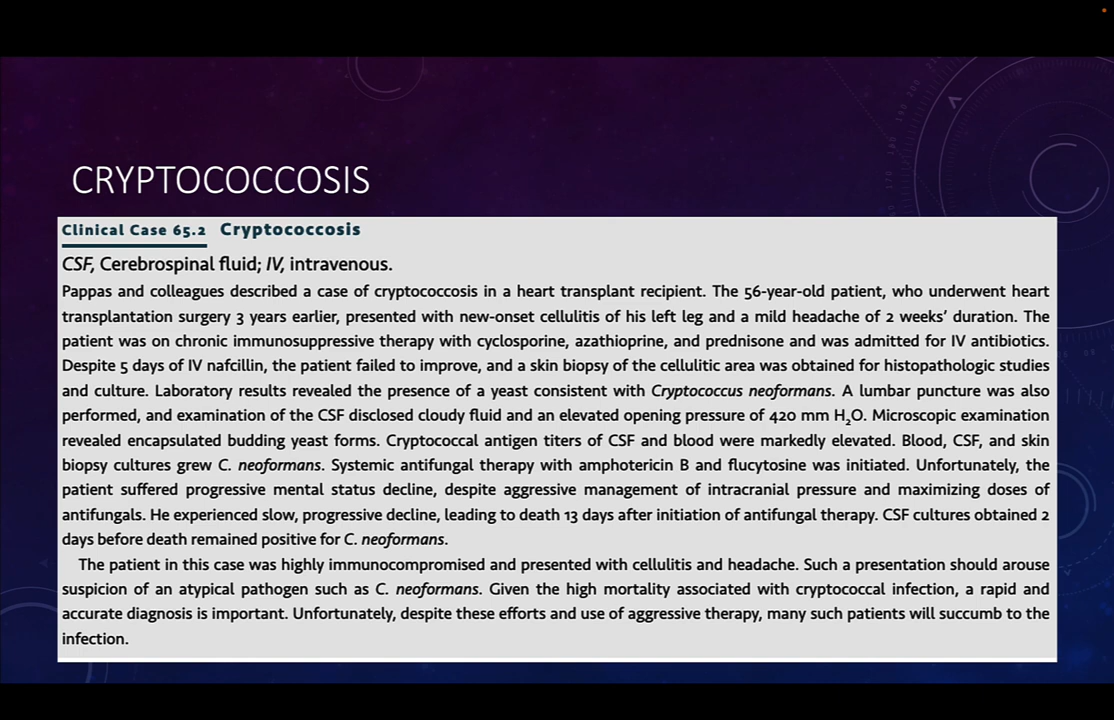 CRYPTOCOCCOSIS
Clinical Case 65.2 Cryptococcosis
CSF, Cerebrospinal fluid; IV, intravenous.
Pappas and colleagues described a case of cryptococcosis in a heart transplant recipient. The 56-year-old patient, who underwent heart
transplantation surgery 3 years earlier, presented with new-onset cellulitis of his left leg and a mild headache of 2 weeks' duration. The
patient was on chronic immunosuppressive therapy with cyclosporine, azathioprine, and prednisone and was admitted for IV antibiotics.
Despite 5 days of IV nafcillin, the patient failed to improve, and a skin biopsy of the cellulitic area was obtained for histopathologic studies
and culture. Laboratory results revealed the presence of a yeast consistent with Cryptococcus neoformans. A lumbar puncture was also
performed, and examination of the CSF disclosed cloudy fluid and an elevated opening pressure of 420 mm H₂O. Microscopic examination
revealed encapsulated budding yeast forms. Cryptococcal antigen titers of CSF and blood were markedly elevated. Blood, CSF, and skin
biopsy cultures grew C. neoformans. Systemic antifungal therapy with amphotericin B and flucytosine was initiated. Unfortunately, the
patient suffered progressive mental status decline, despite aggressive management of intracranial pressure and maximizing doses of
antifungals. He experienced slow, progressive decline, leading to death 13 days after initiation of antifungal therapy. CSF cultures obtained 2
days before death remained positive for C. neoformans.
The patient in this case was highly immunocompromised and presented with cellulitis and headache. Such a presentation should arouse
suspicion of an atypical pathogen such as C. neoformans. Given the high mortality associated with cryptococcal infection, a rapid and
accurate diagnosis is important. Unfortunately, despite these efforts and use of aggressive therapy, many such patients will succumb to the
infection.